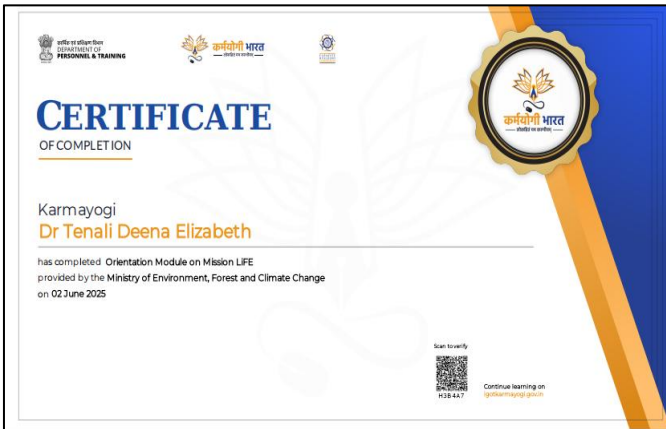 कार्मिक एवं प्रशिक्षण विभाग
DEPARTMENT OF
PERSONNEL & TRAINING
कर्मयोगी भारत
कर्मयोगी भारत
CERTIFICATE
OF COMPLETION
Karmayogi
Dr Tenali Deena Elizabeth
has completed Orientation Module on Mission LiFE
provided by the Ministry of Environment, Forest and Climate Change
on 02 June 2025
Scan to verify
H3B4A7
Continue learning on
igotkarmayogi.gov.in